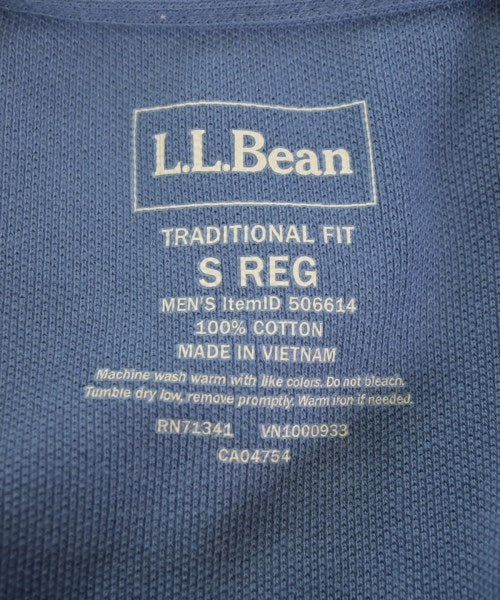 L.L.Bean
TRADITIONAL FIT
S REG
MEN'S ItemID 506614
100% COTTON
MADE IN VIETNAM
Machine wash warm with like colors. Do not bleach.
Tumble dry low, remove promptly. Warm iron if needed.
RN71341 VN1000933
CA04754